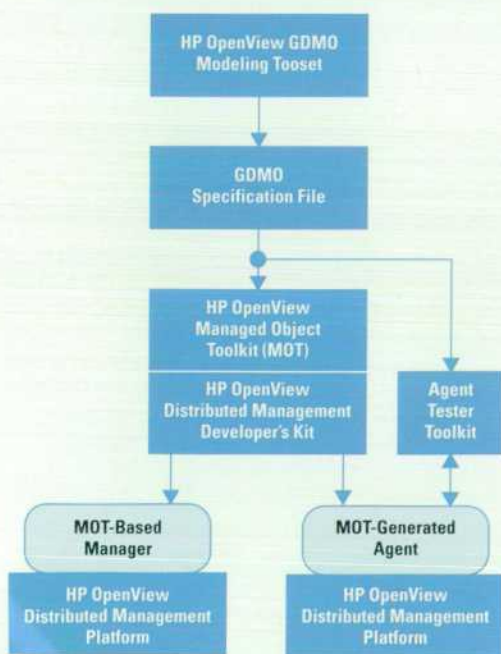 HP OpenView GDMO
Modeling Tooset
GDMO
Specification File
HP OpenView
Managed Object
Toolkit (MOT)
HP OpenView
Distributed Management
Developer's Kit
Agent
Tester
Toolkit
MOT-Based
Manager
MOT-Generated
Agent
HP OpenView
Distributed Management
Platform
HP OpenView
Distributed Management
Platform